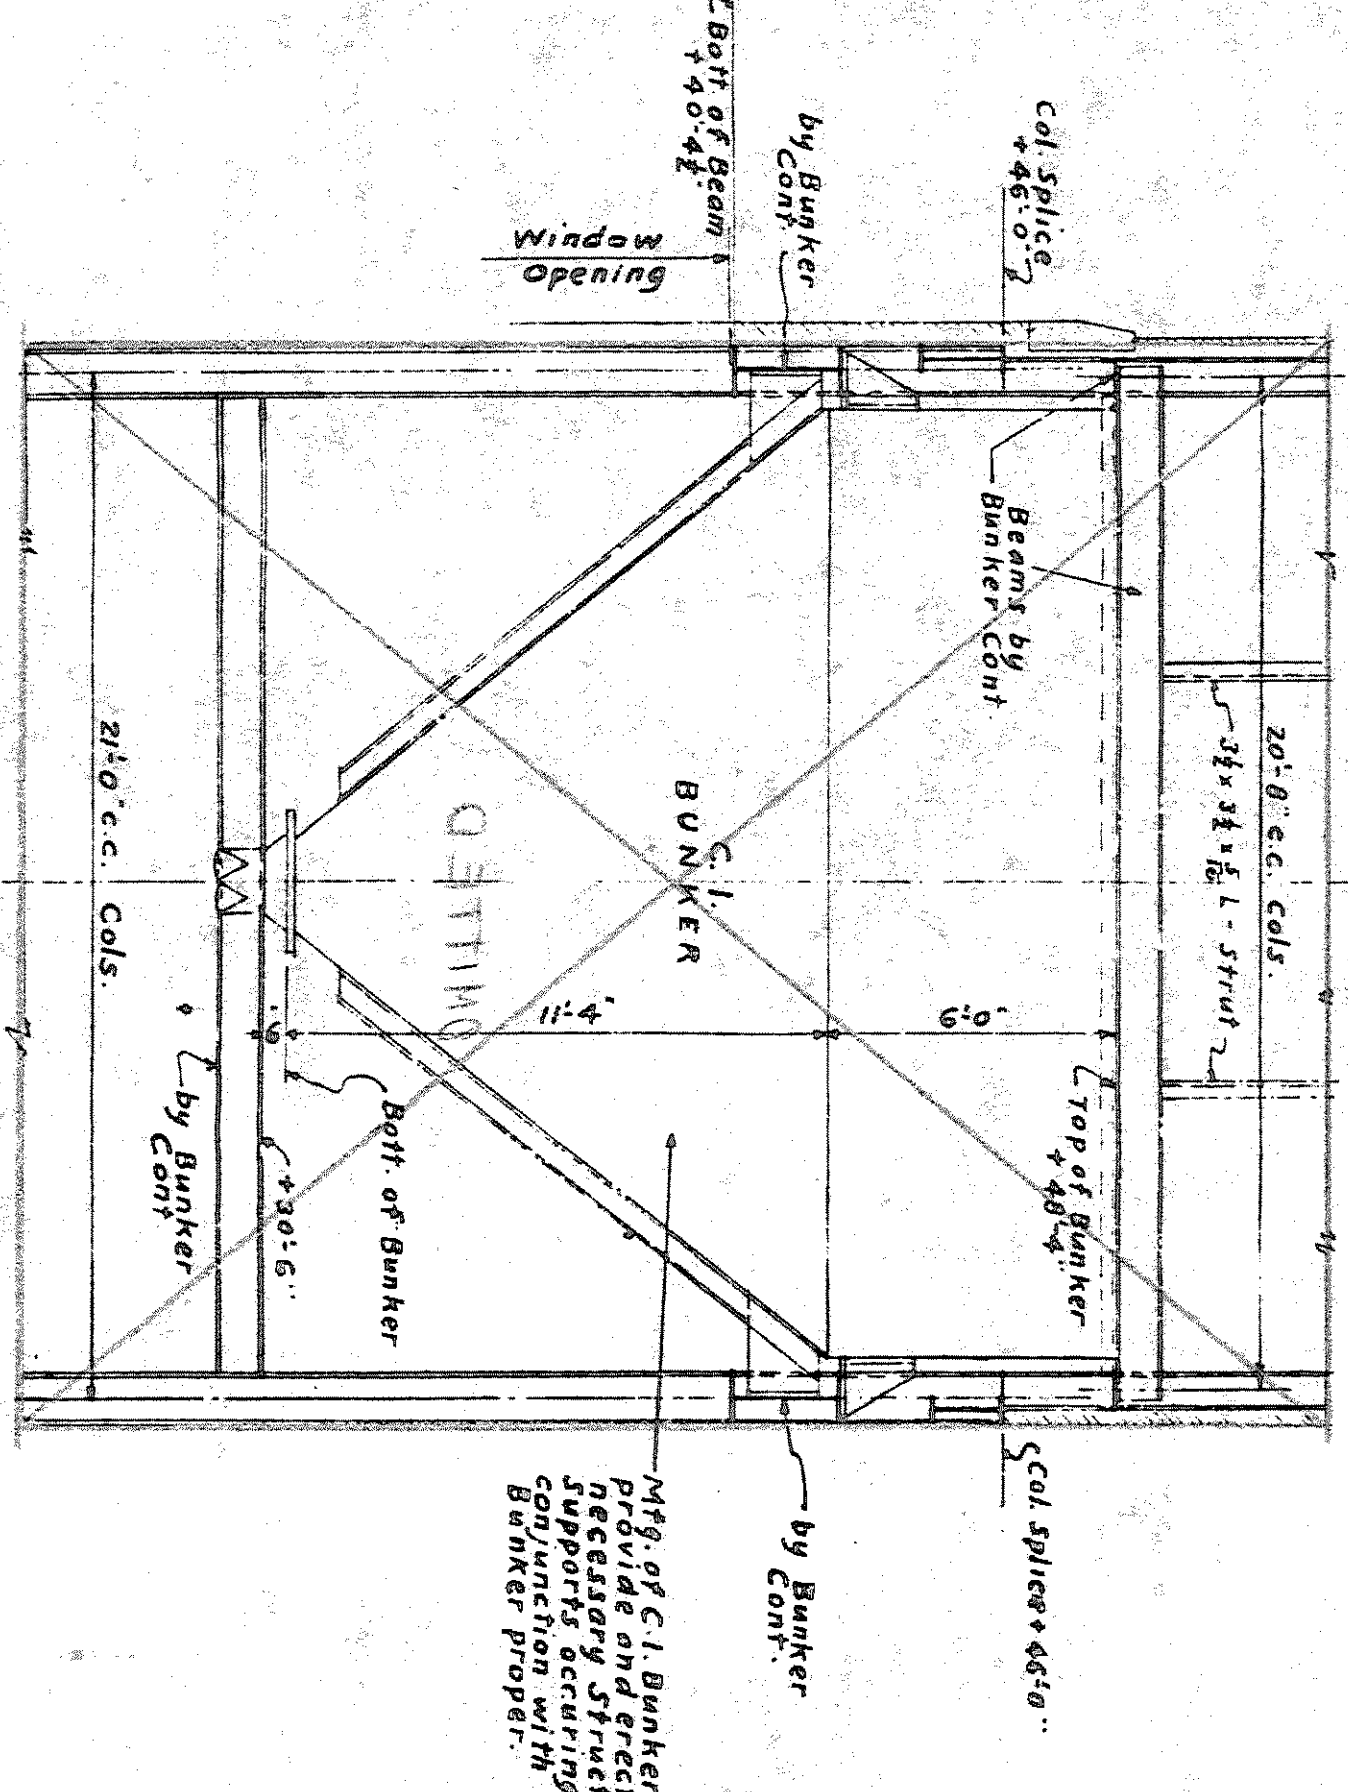 20'-8" c.c. Cols.
3½ x 3½ x 5/16 L - Strut
Top of Bunker
+ 48'-4"
Beams by
Bunker Cont.
Col. Splice
+ 46'-0"
Col. Splice + 46'-0"
6'-0"
by Bunker
Cont.
by Bunker
Cont.
Bott. of Beam
+ 40'-4½"
Window
Opening
C. I.
BUNKER
11'-4"
Mfg. of C.I. Bunker
provide and erect
necessary Struct
Supports occuring
conjunction with
Bunker proper.
OMITED
Bott. of Bunker
+ 30'-6"
by Bunker
Cont
21'-0" c.c. Cols.